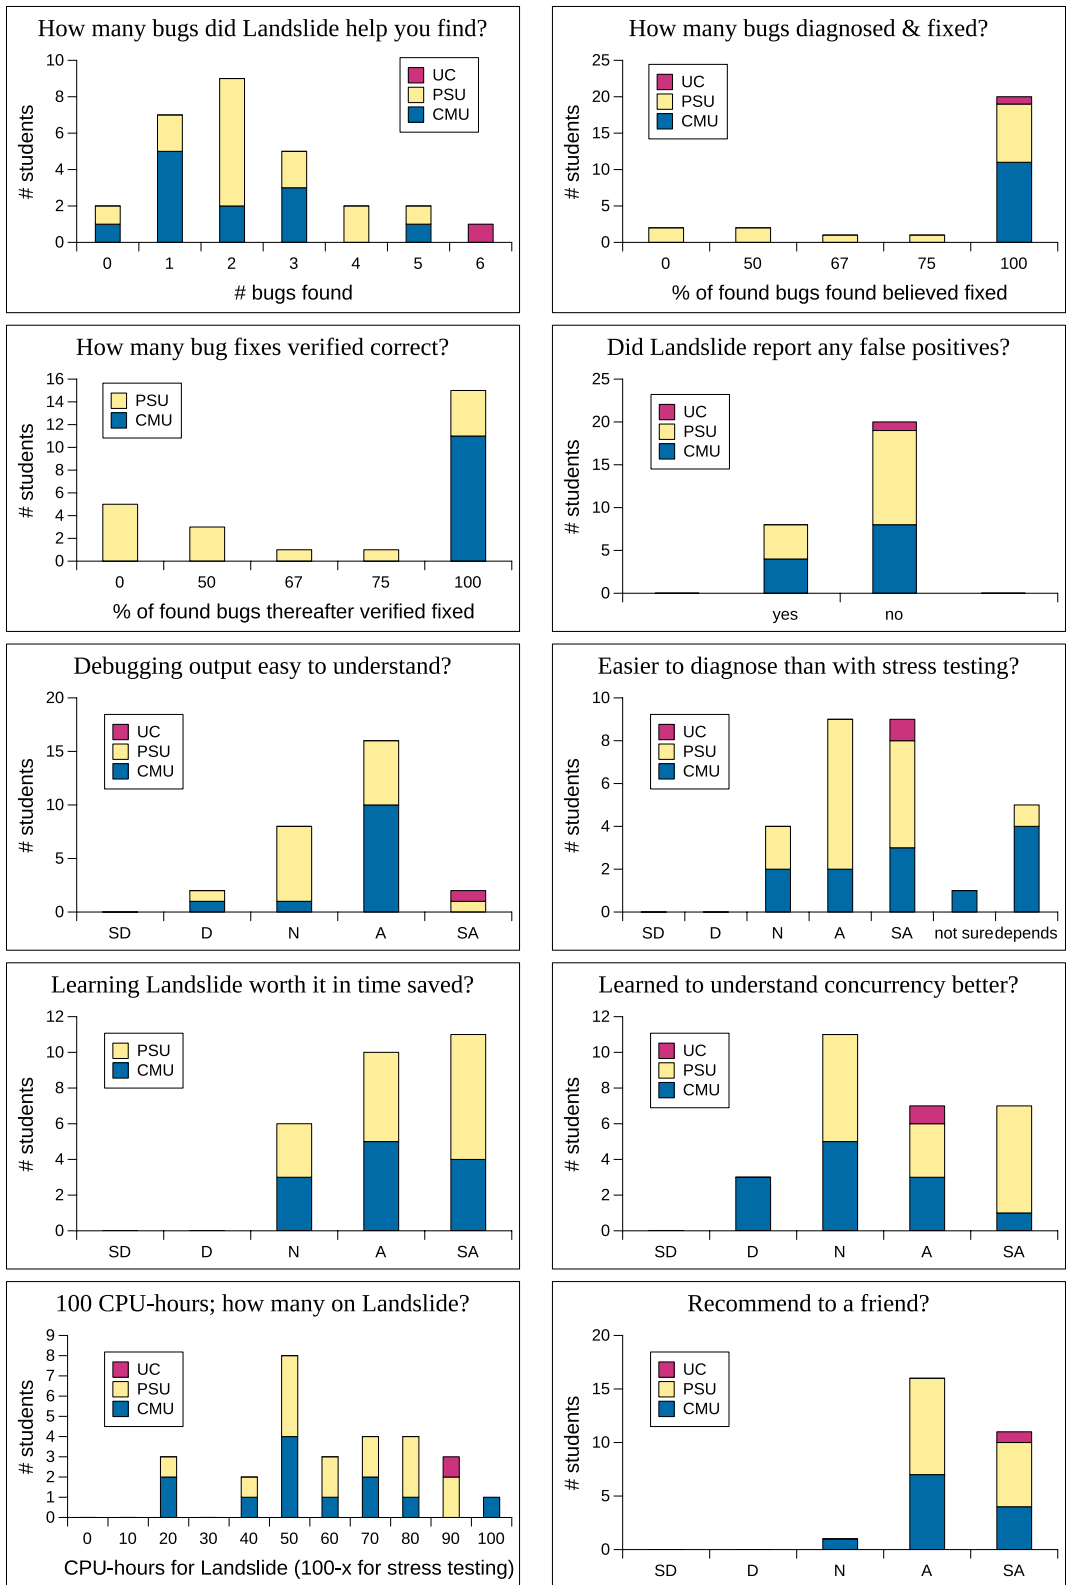 How many bugs did Landslide help you find?
# students
10
8
6
4
2
0
UC
PSU
CMU
0 1 2 3 4 5 6
# bugs found
How many bugs diagnosed & fixed?
# students
25
20
15
10
5
0
UC
PSU
CMU
0 50 67 75 100
% of found bugs found believed fixed
How many bug fixes verified correct?
# students
16
14
12
10
8
6
4
2
0
PSU
CMU
0 50 67 75 100
% of found bugs thereafter verified fixed
Did Landslide report any false positives?
# students
25
20
15
10
5
0
UC
PSU
CMU
yes no
Debugging output easy to understand?
# students
20
15
10
5
0
UC
PSU
CMU
SD D N A SA
Easier to diagnose than with stress testing?
# students
10
8
6
4
2
0
UC
PSU
CMU
SD D N A SA not sure depends
Learning Landslide worth it in time saved?
# students
12
10
8
6
4
2
0
PSU
CMU
SD D N A SA
Learned to understand concurrency better?
# students
12
10
8
6
4
2
0
UC
PSU
CMU
SD D N A SA
100 CPU-hours; how many on Landslide?
# students
9
8
7
6
5
4
3
2
1
0
UC
PSU
CMU
0 10 20 30 40 50 60 70 80 90 100
CPU-hours for Landslide (100-x for stress testing)
Recommend to a friend?
# students
20
15
10
5
0
UC
PSU
CMU
SD D N A SA